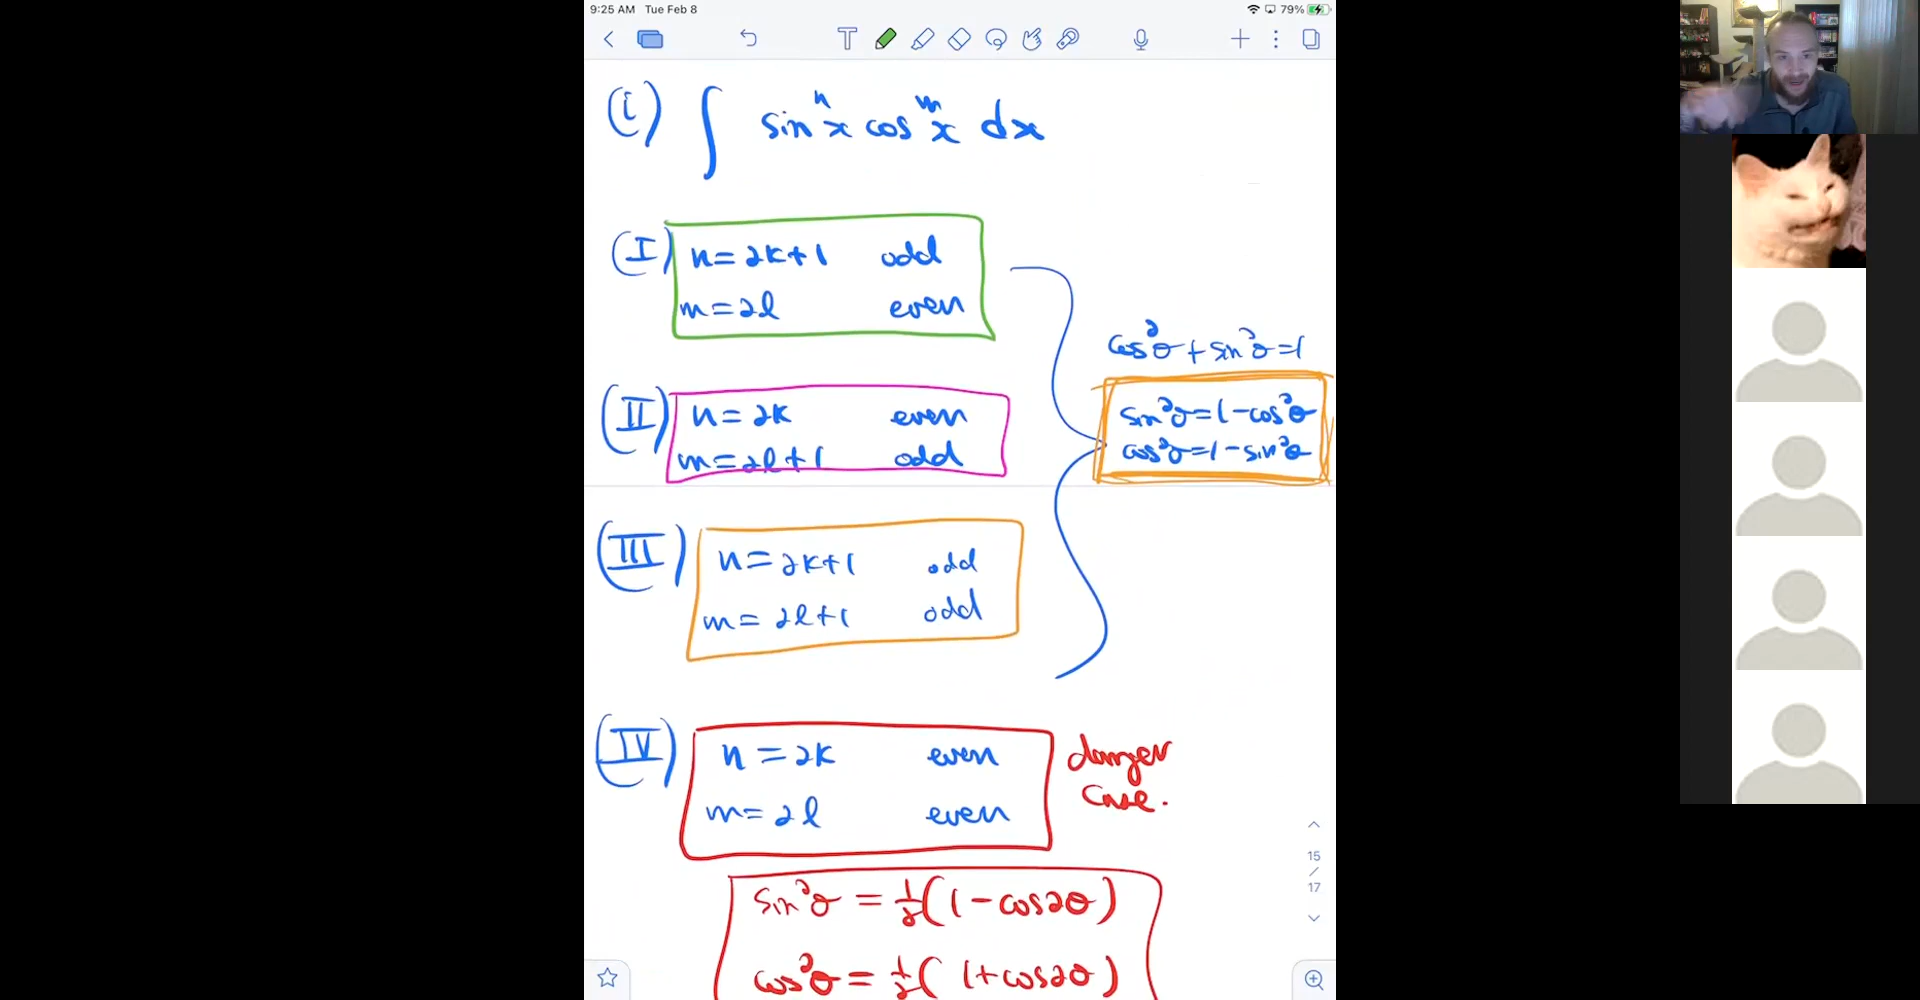 9:25 AM Tue Feb 8
79%
(i) ∫ sinⁿx cosᵐx dx
(I) n=2k+1 odd
m=2l even
cos²θ+sin²θ=1
(II) n=2k even
m=2l+1 odd
sin²θ=1-cos²θ
cos²θ=1-sin²θ
(III) n=2k+1 odd
m=2l+1 odd
(IV) n=2k even
m=2l even
danger
case.
15
/
17
sin²θ = ½(1-cos2θ)
cos²θ = ½(1+cos2θ)